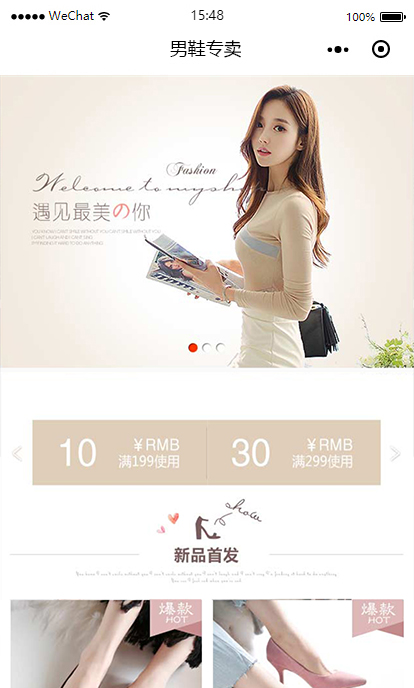 WeChat
15:48
100%
男鞋专卖
Fashion
Welcome to myshow
遇见最美の你
10
￥RMB
满199使用
30
￥RMB
满299使用
show
新品首发
爆款
HOT
爆款
HOT